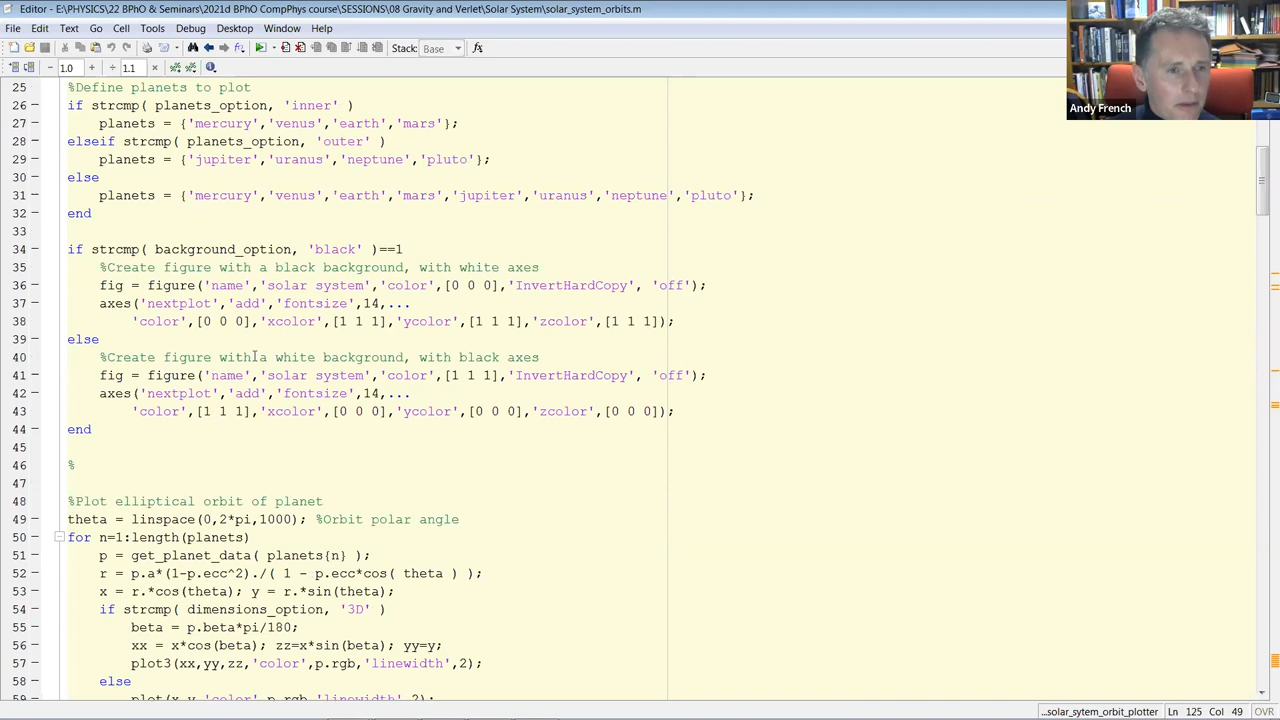 Editor - E:\PHYSICS\22 BPhO & Seminars\2021d BPhO CompPhys course\SESSIONS\08 Gravity and Verlet\Solar System\solar_system_orbits.m
File Edit Text Go Cell Tools Debug Desktop Window Help
Stack: Base fx
− 1.0 + ÷ 1.1 ×
Andy French
25 %Define planets to plot
26 if strcmp( planets_option, 'inner' )
27 planets = {'mercury','venus','earth','mars'};
28 elseif strcmp( planets_option, 'outer' )
29 planets = {'jupiter','uranus','neptune','pluto'};
30 else
31 planets = {'mercury','venus','earth','mars','jupiter','uranus','neptune','pluto'};
32 end
33
34 if strcmp( background_option, 'black' )==1
35 %Create figure with a black background, with white axes
36 fig = figure('name','solar system','color',[0 0 0],'InvertHardCopy', 'off');
37 axes('nextplot','add','fontsize',14,...
38 'color',[0 0 0],'xcolor',[1 1 1],'ycolor',[1 1 1],'zcolor',[1 1 1]);
39 else
40 %Create figure with a white background, with black axes
41 fig = figure('name','solar system','color',[1 1 1],'InvertHardCopy', 'off');
42 axes('nextplot','add','fontsize',14,...
43 'color',[1 1 1],'xcolor',[0 0 0],'ycolor',[0 0 0],'zcolor',[0 0 0]);
44 end
45
46 %
47
48 %Plot elliptical orbit of planet
49 theta = linspace(0,2*pi,1000); %Orbit polar angle
50 for n=1:length(planets)
51 p = get_planet_data( planets{n} );
52 r = p.a*(1-p.ecc^2)./( 1 - p.ecc*cos( theta ) );
53 x = r.*cos(theta); y = r.*sin(theta);
54 if strcmp( dimensions_option, '3D' )
55 beta = p.beta*pi/180;
56 xx = x*cos(beta); zz=x*sin(beta); yy=y;
57 plot3(xx,yy,zz,'color',p.rgb,'linewidth',2);
58 else
59 plot(x,y,'color',p.rgb,'linewidth',2);
...solar_sytem_orbit_plotter Ln 125 Col 49 OVR